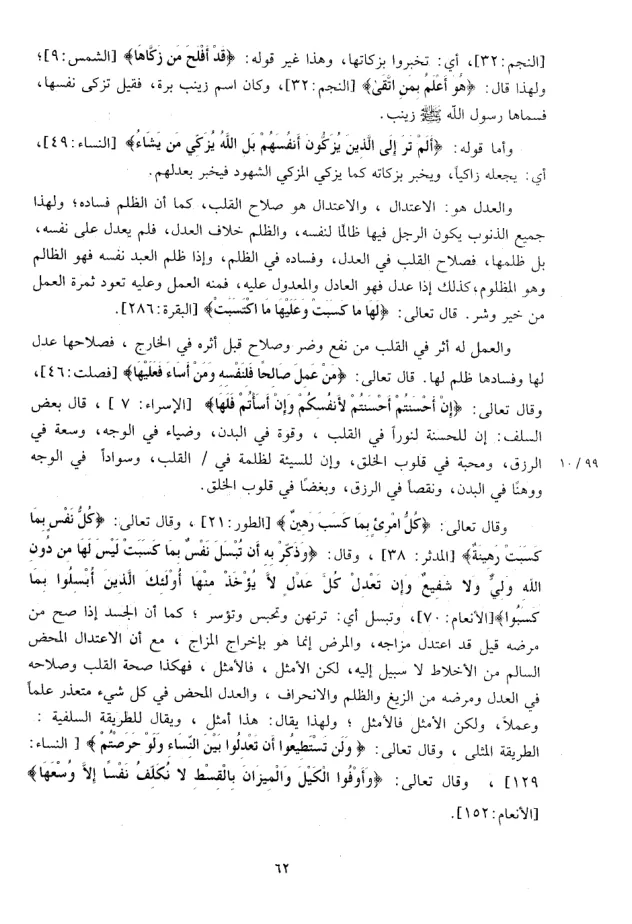 [النجم:٣٢]، أي: تخبروا بزكاتها، وهذا غير قوله: ﴿قَدْ أَفْلَحَ مَن زَكَّاهَا﴾ [الشمس:٩]؛
ولهذا قال: ﴿هُوَ أَعْلَمُ بِمَنِ اتَّقَىٰ﴾ [النجم:٣٢]، وكان اسم زينب برة، فقيل تزكى نفسها،
فسماها رسول الله ﷺ زينب.
وأما قوله: ﴿أَلَمْ تَرَ إِلَى الَّذِينَ يُزَكُّونَ أَنفُسَهُمْ بَلِ اللَّهُ يُزَكِّي مَن يَشَاءُ﴾ [النساء:٤٩]،
أي: يجعله زاكياً، ويخبر بزكاته كما يزكي المزكي الشهود فيخبر بعدلهم.
والعدل هو: الاعتدال ، والاعتدال هو صلاح القلب، كما أن الظلم فساده؛ ولهذا
جميع الذنوب يكون الرجل فيها ظالمًا لنفسه، والظلم خلاف العدل، فلم يعدل على نفسه،
بل ظلمها، فصلاح القلب في العدل، وفساده في الظلم، وإذا ظلم العبد نفسه فهو الظالم
وهو المظلوم،كذلك إذا عدل فهو العادل والمعدول عليه، فمنه العمل وعليه تعود ثمرة العمل
من خير وشر. قال تعالى: ﴿لَهَا مَا كَسَبَتْ وَعَلَيْهَا مَا اكْتَسَبَتْ﴾ [البقرة:٢٨٦].
والعمل له أثر في القلب من نفع وضر وصلاح قبل أثره في الخارج ، فصلاحها عدل
لها وفسادها ظلم لها. قال تعالى: ﴿مَنْ عَمِلَ صَالِحًا فَلِنَفْسِهِ وَمَنْ أَسَاءَ فَعَلَيْهَا﴾ [فصلت:٤٦]،
وقال تعالى: ﴿إِنْ أَحْسَنتُمْ أَحْسَنتُمْ لأَنفُسِكُمْ وَإِنْ أَسَأْتُمْ فَلَهَا﴾ [الإسراء: ٧ ] ، قال بعض
السلف: إن للحسنة لنوراً في القلب ، وقوة في البدن، وضياء في الوجه، وسعة في
١٠/٩٩ الرزق، ومحبة في قلوب الخلق، وإن للسيئة لظلمة في / القلب، وسواداً في الوجه
ووهنًا في البدن، ونقصاً في الرزق، وبغضًا في قلوب الخلق.
وقال تعالى: ﴿كُلُّ امْرِئٍ بِمَا كَسَبَ رَهِينٌ ﴾ [الطور:٢١] ، وقال تعالى: ﴿كُلُّ نَفْسٍ بِمَا
كَسَبَتْ رَهِينَةٌ﴾ [المدثر: ٣٨] ، وقال: ﴿وَذَكِّرْ بِهِ أَن تُبْسَلَ نَفْسٌ بِمَا كَسَبَتْ لَيْسَ لَهَا مِن دُونِ
اللَّهِ وَلِيٌّ وَلا شَفِيعٌ وَإِن تَعْدِلْ كُلَّ عَدْلٍ لاَّ يُؤْخَذْ مِنْهَا أُولَئِكَ الَّذِينَ أُبْسِلُوا بِمَا
كَسَبُوا﴾[الأنعام:٧٠]، وتبسل أي: ترتهن وتحبس وتؤسر ؛ كما أن الجسد إذا صح من
مرضه قيل قد اعتدل مزاجه، والمرض إنما هو بإخراج المزاج ، مع أن الاعتدال المحض
السالم من الأخلاط لا سبيل إليه، لكن الأمثل ، فالأمثل ، فهكذا صحة القلب وصلاحه
في العدل ومرضه من الزيغ والظلم والانحراف ، والعدل المحض في كل شيء متعذر علماً
وعملاً، ولكن الأمثل فالأمثل ؛ ولهذا يقال: هذا أمثل ، ويقال للطريقة السلفية :
الطريقة المثلى ، وقال تعالى: ﴿ وَلَن تَسْتَطِيعُوا أَن تَعْدِلُوا بَيْنَ النِّسَاءِ وَلَوْ حَرَصْتُمْ ﴾ [ النساء:
١٢٩] ، وقال تعالى: ﴿وَأَوْفُوا الْكَيْلَ وَالْمِيزَانَ بِالْقِسْطِ لا نُكَلِّفُ نَفْسًا إِلاَّ وُسْعَهَا﴾
[الأنعام:١٥٢].
٦٢